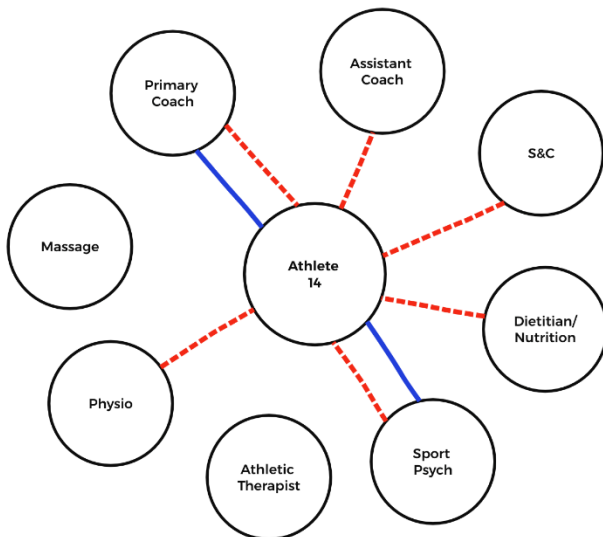 Primary
Coach
Assistant
Coach
S&C
Massage
Athlete
14
Dietitian/
Nutrition
Physio
Athletic
Therapist
Sport
Psych